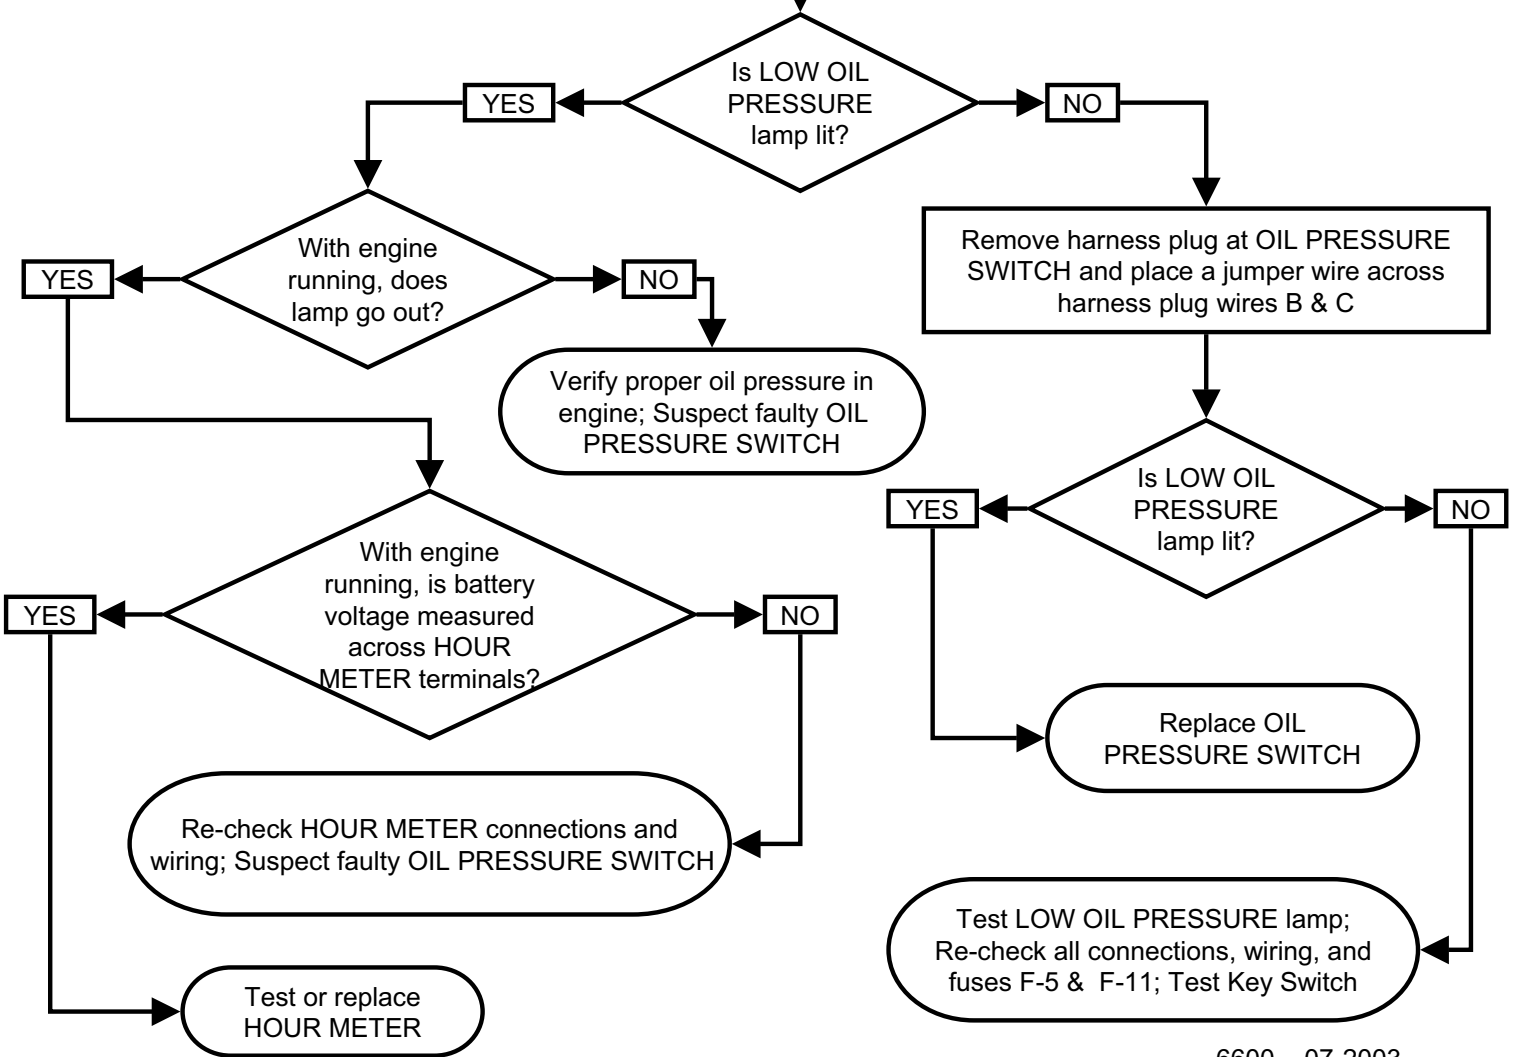 Is LOW OIL
PRESSURE
lamp lit?
YES
NO
With engine
running, does
lamp go out?
YES
NO
Remove harness plug at OIL PRESSURE
SWITCH and place a jumper wire across
harness plug wires B & C
Verify proper oil pressure in
engine; Suspect faulty OIL
PRESSURE SWITCH
Is LOW OIL
PRESSURE
lamp lit?
YES
NO
With engine
running, is battery
voltage measured
across HOUR
METER terminals?
YES
NO
Replace OIL
PRESSURE SWITCH
Re-check HOUR METER connections and
wiring; Suspect faulty OIL PRESSURE SWITCH
Test LOW OIL PRESSURE lamp;
Re-check all connections, wiring, and
fuses F-5 & F-11; Test Key Switch
Test or replace
HOUR METER
6600 07-2003